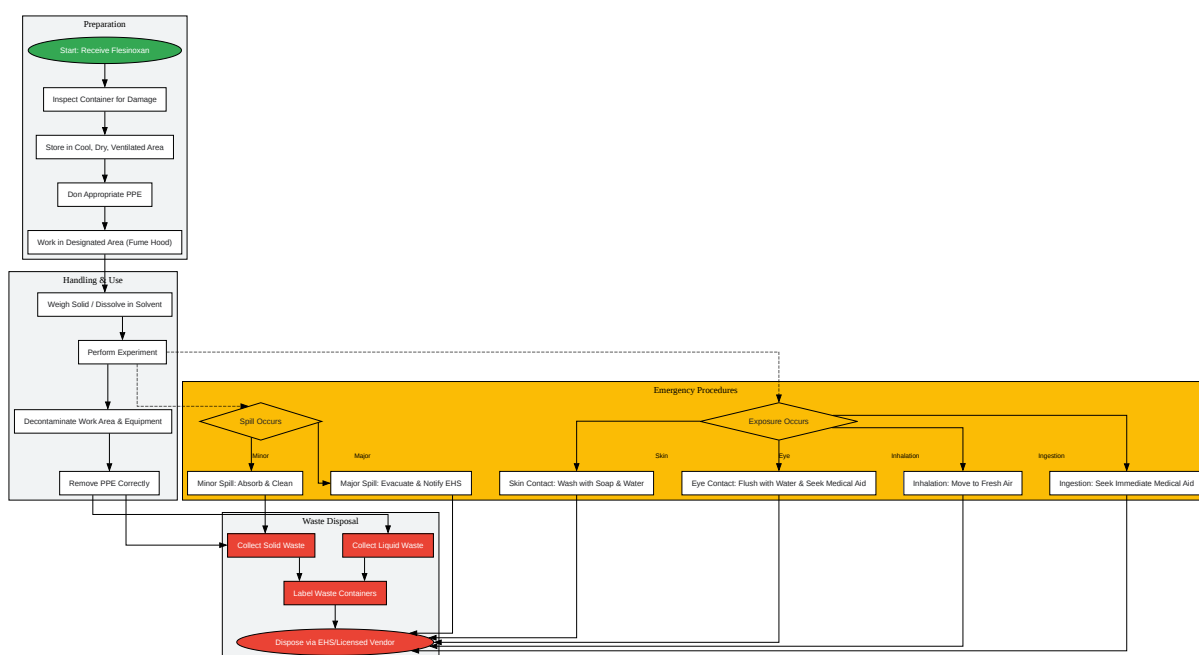 Preparation
Start: Receive Flesinoxan
Inspect Container for Damage
Store in Cool, Dry, Ventilated Area
Don Appropriate PPE
Work in Designated Area (Fume Hood)
Handling & Use
Weigh Solid / Dissolve in Solvent
Perform Experiment
Decontaminate Work Area & Equipment
Remove PPE Correctly
Emergency Procedures
Spill Occurs
Exposure Occurs
Minor
Major
Skin
Eye
Inhalation
Ingestion
Minor Spill: Absorb & Clean
Major Spill: Evacuate & Notify EHS
Skin Contact: Wash with Soap & Water
Eye Contact: Flush with Water & Seek Medical Aid
Inhalation: Move to Fresh Air
Ingestion: Seek Immediate Medical Aid
Waste Disposal
Collect Solid Waste
Collect Liquid Waste
Label Waste Containers
Dispose via EHS/Licensed Vendor